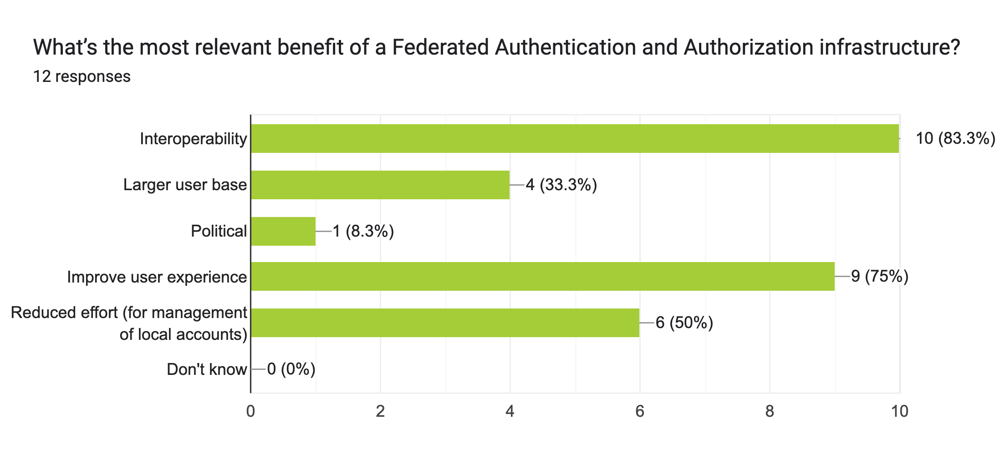 What’s the most relevant benefit of a Federated Authentication and Authorization infrastructure?
12 responses
Interoperability
10 (83.3%)
Larger user base
4 (33.3%)
Political
1 (8.3%)
Improve user experience
9 (75%)
Reduced effort (for management
of local accounts)
6 (50%)
Don't know
0 (0%)
0 2 4 6 8 10